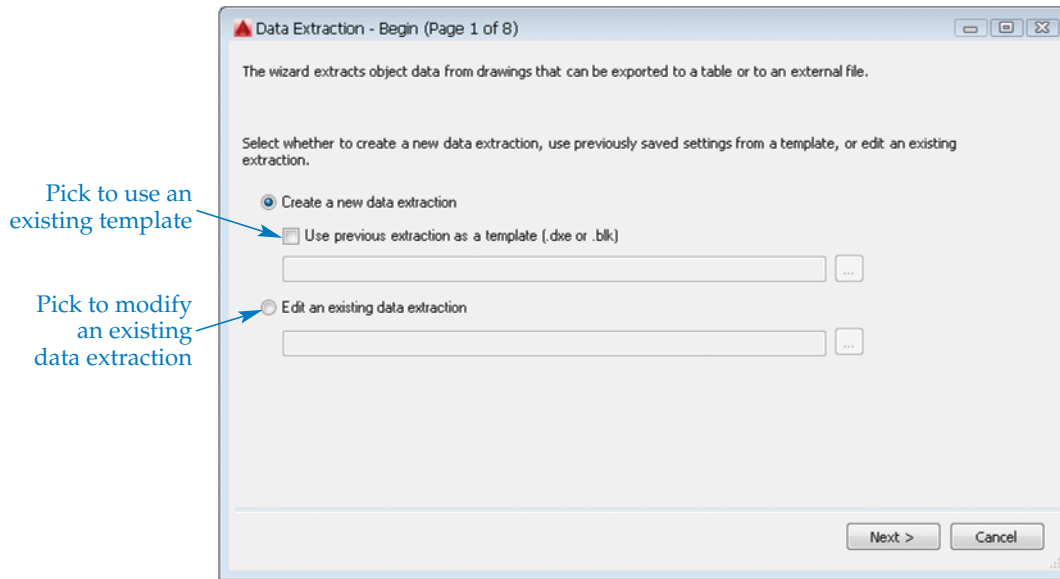 Data Extraction - Begin (Page 1 of 8)
The wizard extracts object data from drawings that can be exported to a table or to an external file.
Select whether to create a new data extraction, use previously saved settings from a template, or edit an existing
extraction.
Pick to use an
existing template
Create a new data extraction
Use previous extraction as a template (.dxe or .blk)
...
Pick to modify
an existing
data extraction
Edit an existing data extraction
...
Next >
Cancel